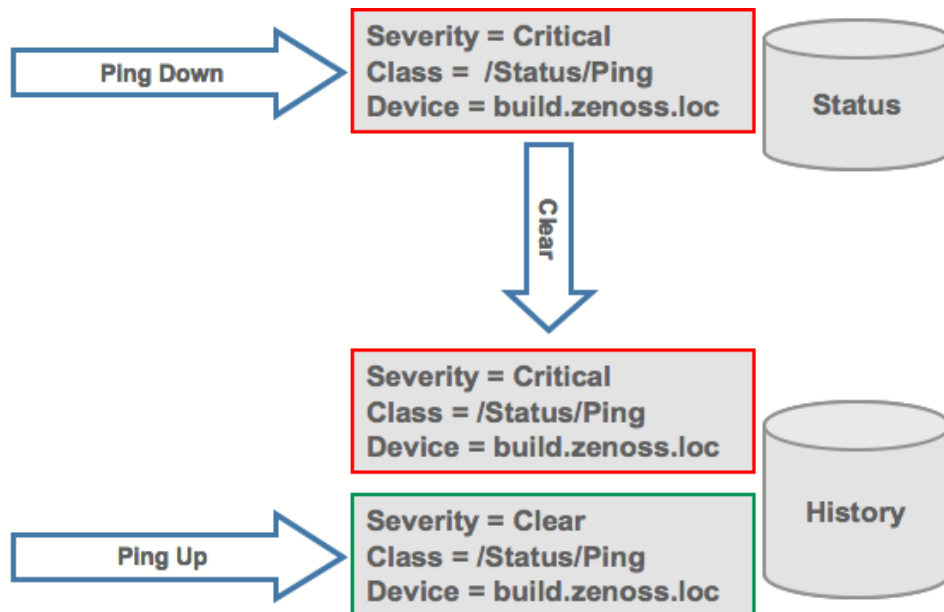 Ping Down
Severity = Critical
Class =  /Status/Ping
Device = build.zenoss.loc
Status
Clear
Severity = Critical
Class = /Status/Ping
Device = build.zenoss.loc
History
Ping Up
Severity = Clear
Class = /Status/Ping
Device = build.zenoss.loc